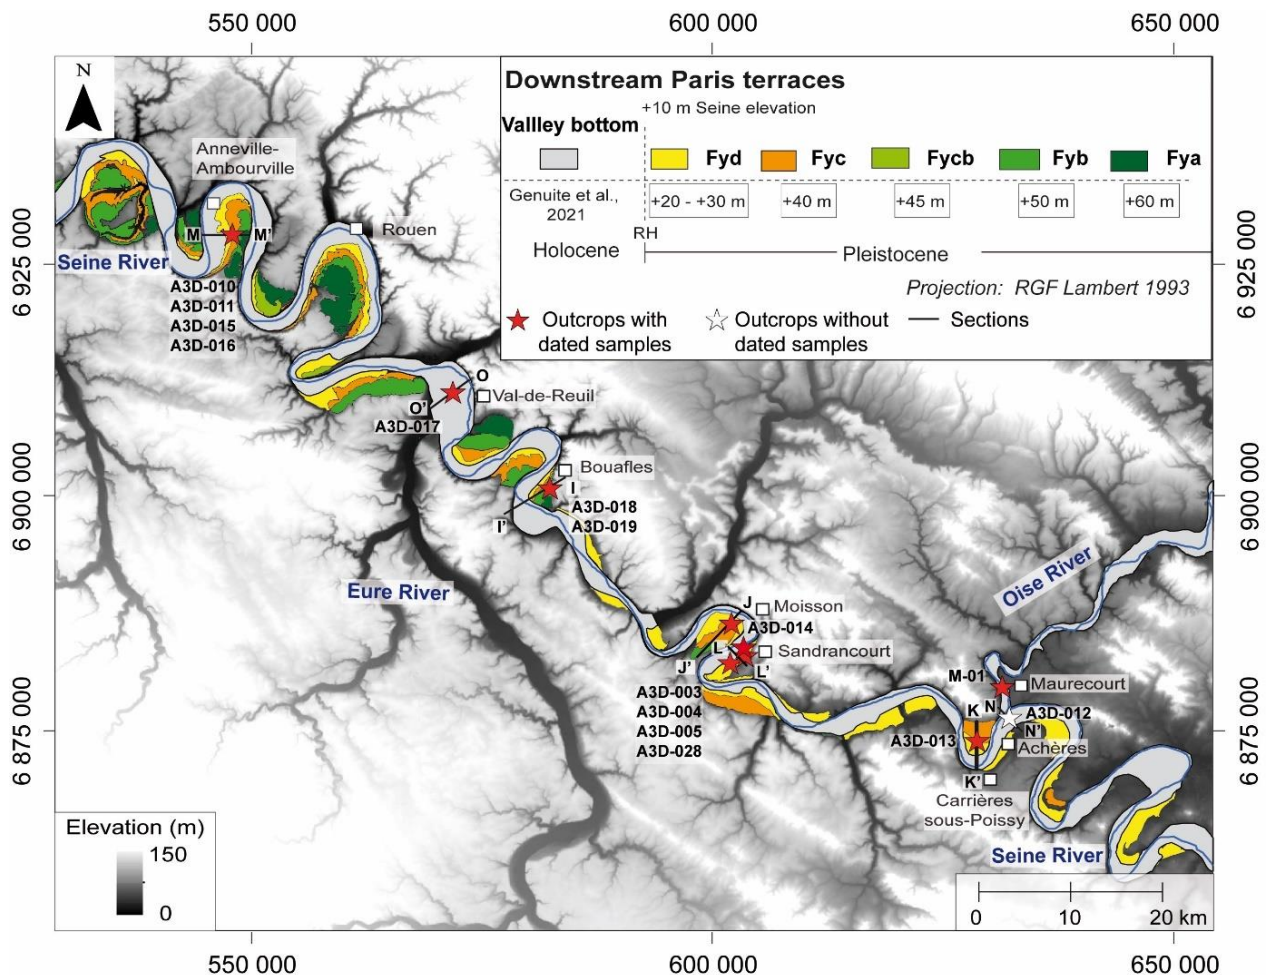 550 000
600 000
650 000
N
Downstream Paris terraces
+10 m Seine elevation
Vallley bottom
Fyd
Fyc
Fycb
Fyb
Fya
Genuite et al.,
2021
+20 - +30 m
+40 m
+45 m
+50 m
+60 m
RH
Holocene
Pleistocene
Projection: RGF Lambert 1993
Outcrops with
dated samples
Outcrops without
dated samples
Sections
Anneville-
Ambourville
M
M'
Rouen
Seine River
A3D-010
A3D-011
A3D-015
A3D-016
6 925 000
6 925 000
O
Val-de-Reuil
O'
A3D-017
Bouafles
I
A3D-018
I'
A3D-019
6 900 000
6 900 000
Eure River
Oise River
J
Moisson
A3D-014
L
Sandrancourt
J'
L'
A3D-003
A3D-004
A3D-005
A3D-028
M-01
Maurecourt
K
N
A3D-012
N'
A3D-013
Achères
K'
Carrières
sous-Poissy
Seine River
6 875 000
6 875 000
Elevation (m)
150
0
0
10
20 km
550 000
600 000
650 000